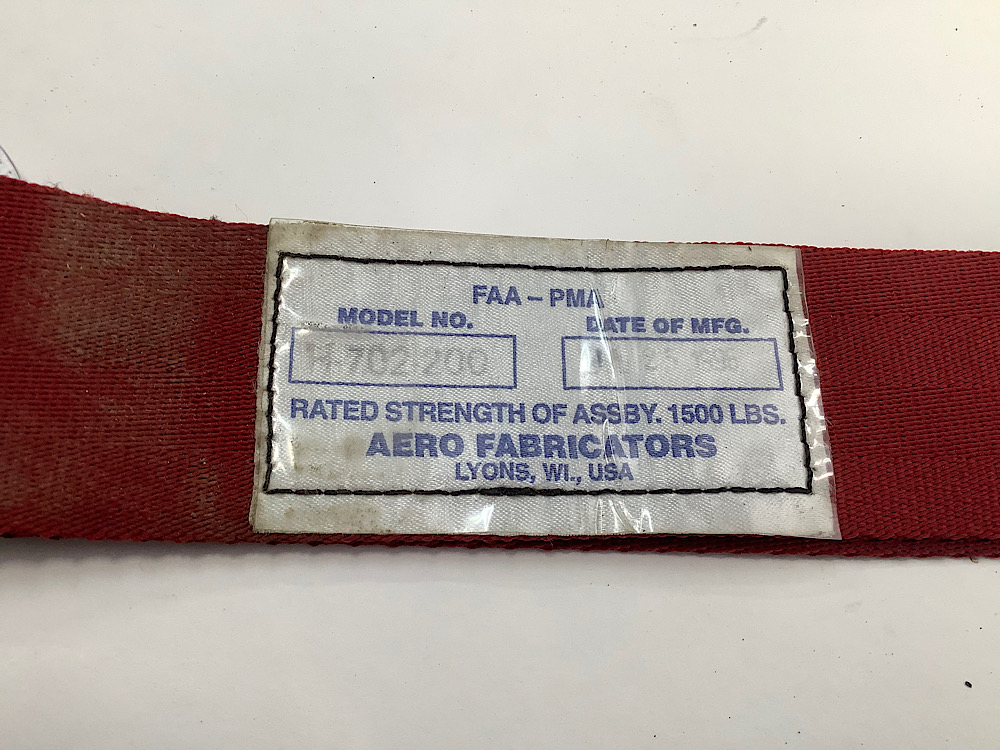 FAA – PMA
MODEL NO. DATE OF MFG.
H-702-200
RATED STRENGTH OF ASSBY. 1500 LBS.
AERO FABRICATORS
LYONS, WI., USA